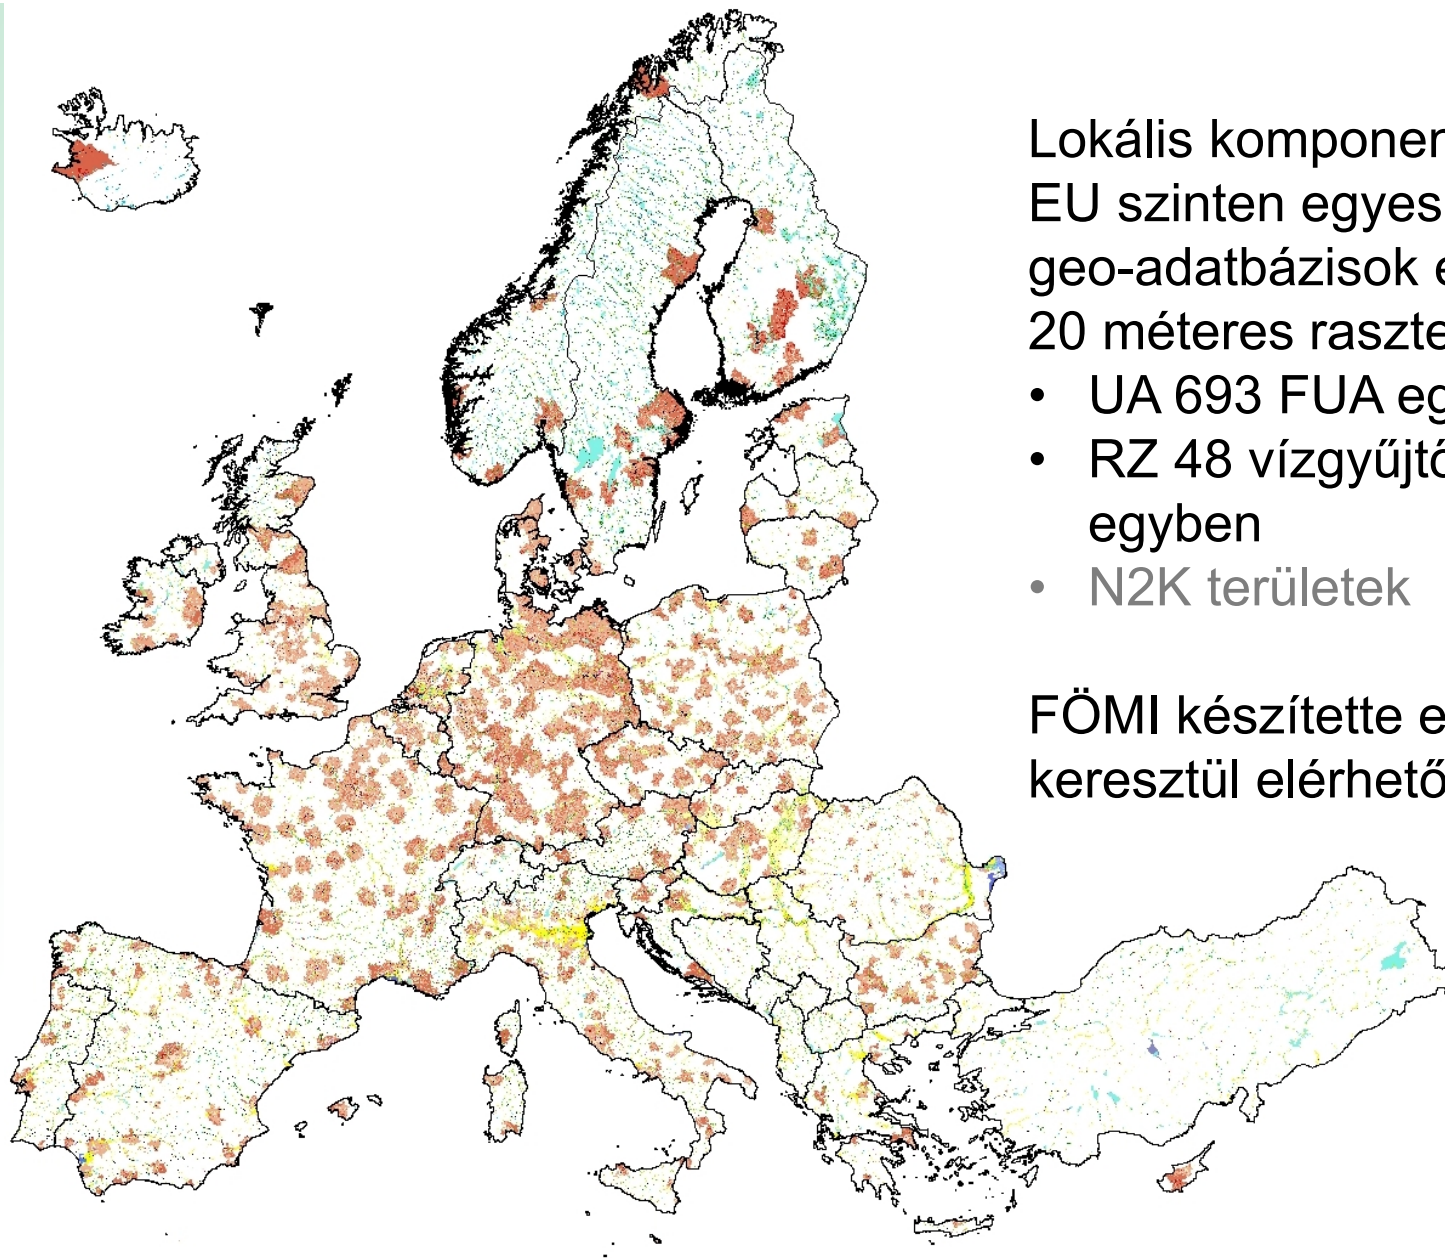 Lokális komponen
EU szinten egyes
geo-adatbázisok e
20 méteres raszte
• UA 693 FUA eg
• RZ 48 vízgyűjtő
egyben
• N2K területek
FÖMI készítette e
keresztül elérhető